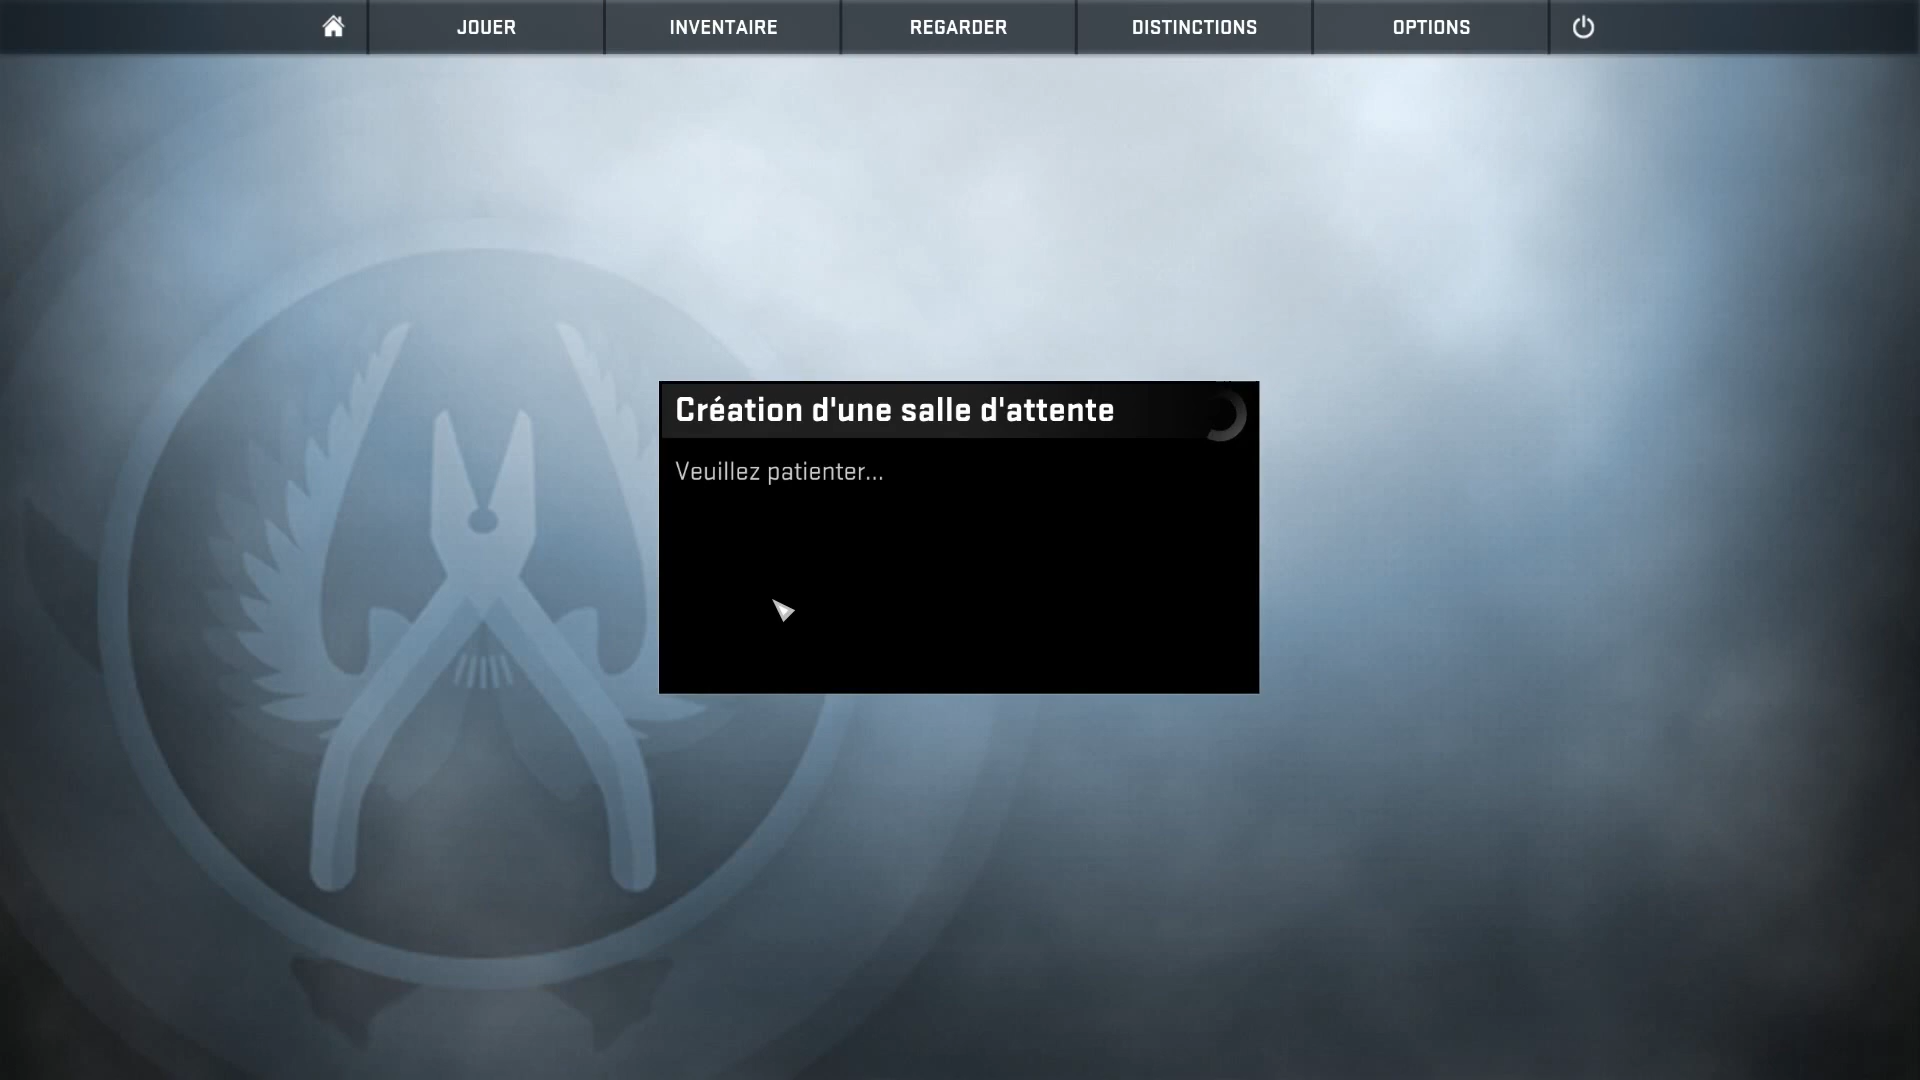 JOUER
INVENTAIRE
REGARDER
DISTINCTIONS
OPTIONS
Création d'une salle d'attente
Veuillez patienter...